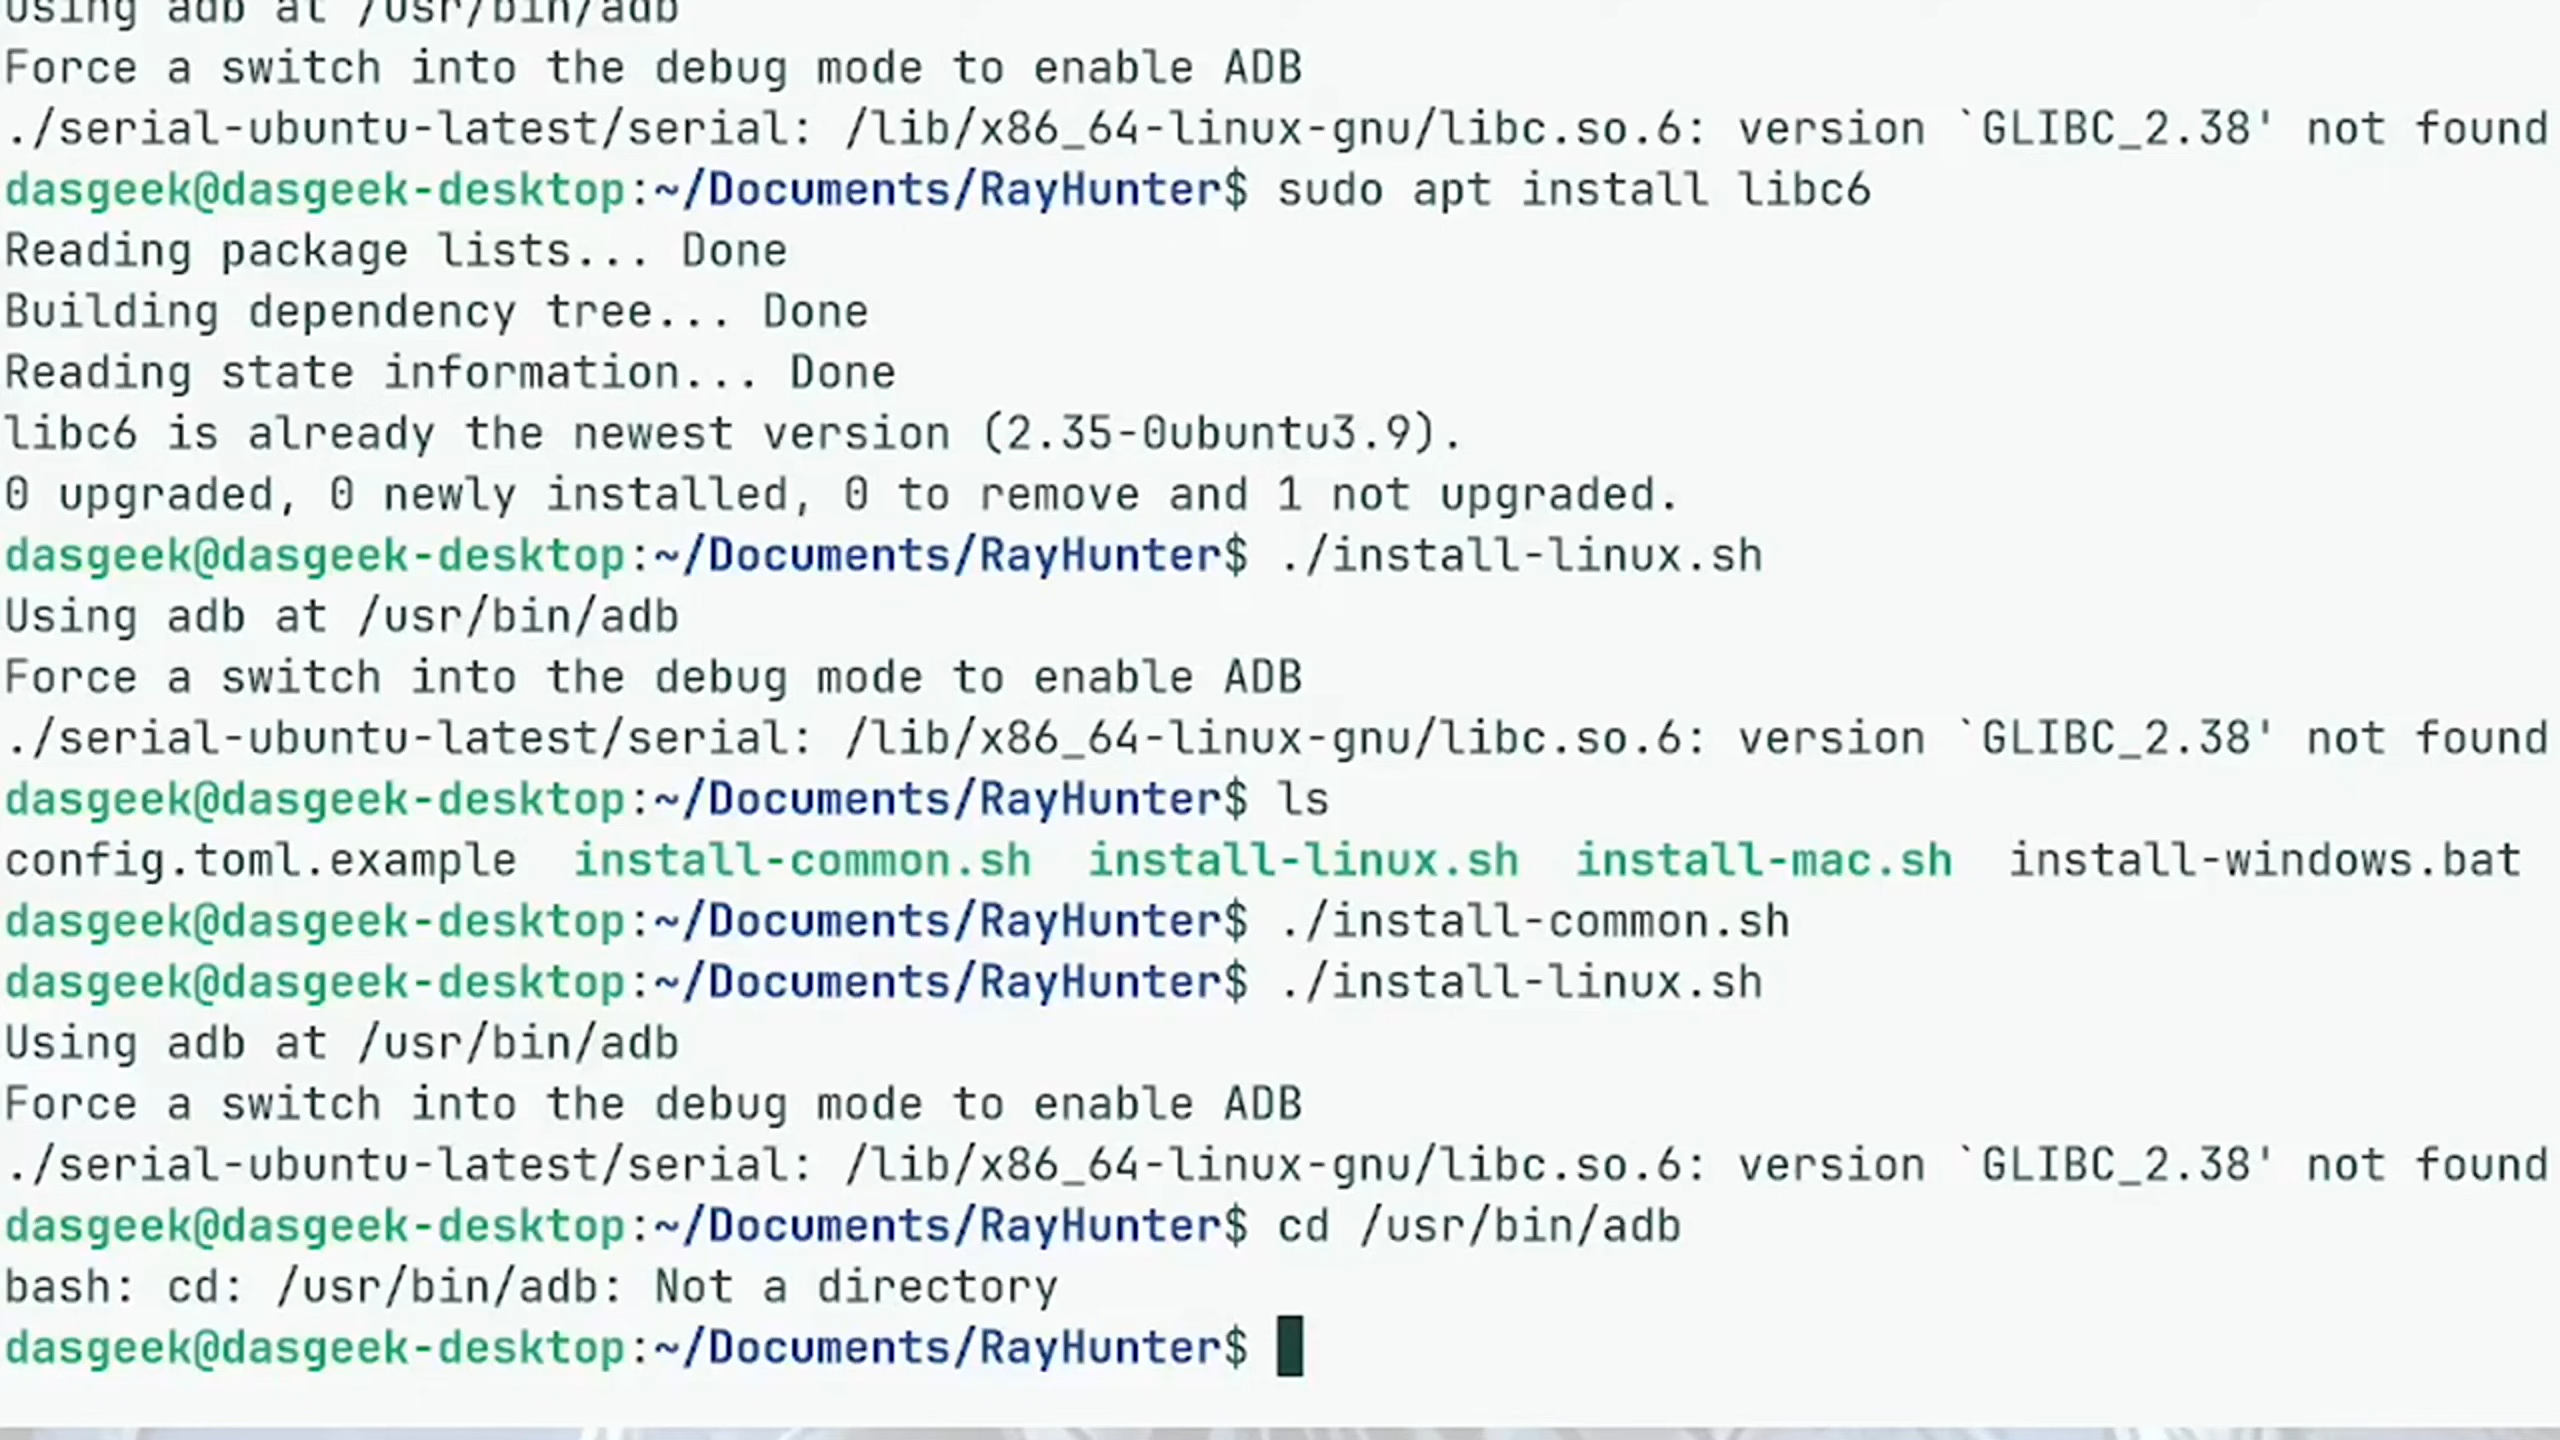 Using adb at /usr/bin/adb
Force a switch into the debug mode to enable ADB
./serial-ubuntu-latest/serial: /lib/x86_64-linux-gnu/libc.so.6: version `GLIBC_2.38' not found
dasgeek@dasgeek-desktop:~/Documents/RayHunter$ sudo apt install libc6
Reading package lists... Done
Building dependency tree... Done
Reading state information... Done
libc6 is already the newest version (2.35-0ubuntu3.9).
0 upgraded, 0 newly installed, 0 to remove and 1 not upgraded.
dasgeek@dasgeek-desktop:~/Documents/RayHunter$ ./install-linux.sh
Using adb at /usr/bin/adb
Force a switch into the debug mode to enable ADB
./serial-ubuntu-latest/serial: /lib/x86_64-linux-gnu/libc.so.6: version `GLIBC_2.38' not found
dasgeek@dasgeek-desktop:~/Documents/RayHunter$ ls
config.toml.example  install-common.sh  install-linux.sh  install-mac.sh  install-windows.bat
dasgeek@dasgeek-desktop:~/Documents/RayHunter$ ./install-common.sh
dasgeek@dasgeek-desktop:~/Documents/RayHunter$ ./install-linux.sh
Using adb at /usr/bin/adb
Force a switch into the debug mode to enable ADB
./serial-ubuntu-latest/serial: /lib/x86_64-linux-gnu/libc.so.6: version `GLIBC_2.38' not found
dasgeek@dasgeek-desktop:~/Documents/RayHunter$ cd /usr/bin/adb
bash: cd: /usr/bin/adb: Not a directory
dasgeek@dasgeek-desktop:~/Documents/RayHunter$